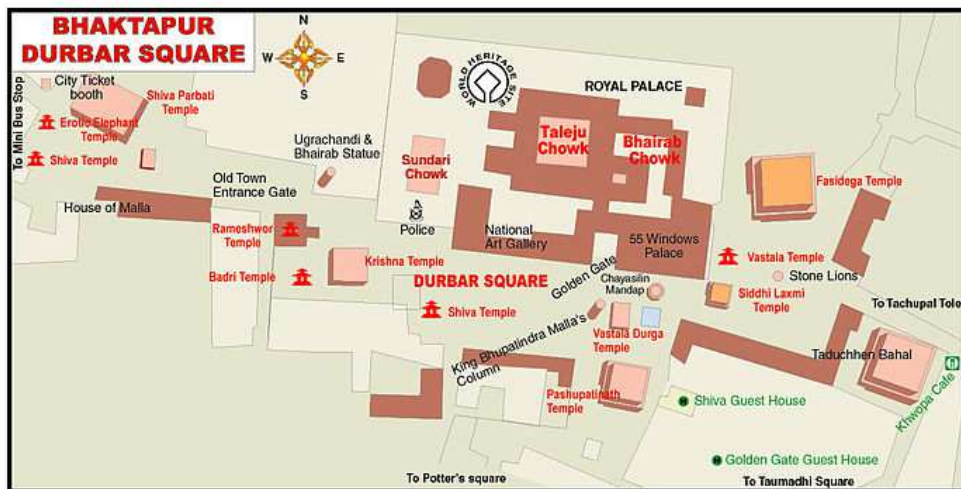 BHAKTAPUR
DURBAR SQUARE
N
W
E
S
WORLD HERITAGE SITE
ROYAL PALACE
To Mini Bus Stop
City Ticket
booth
Shiva Parbati
Temple
Erotic Elephant
Temple
Shiva Temple
House of Malla
Old Town
Entrance Gate
Ugrachandi &
Bhairab Statue
Sundari
Chowk
Taleju
Chowk
Bhairab
Chowk
Fasidega Temple
Police
National
Art Gallery
55 Windows
Palace
Rameshwor
Temple
Badri Temple
Krishna Temple
DURBAR SQUARE
Golden Gate
Chayasilin
Mandap
Vastala Temple
Stone Lions
Siddhi Laxmi
Temple
To Tachupal Tole
Shiva Temple
King Bhupatindra Malla's
Column
Vastala Durga
Temple
Taduchhen Bahal
Pashupatinath
Temple
Khwopa Cafe
H
Shiva Guest House
H
Golden Gate Guest House
To Potter's square
To Taumadhi Square